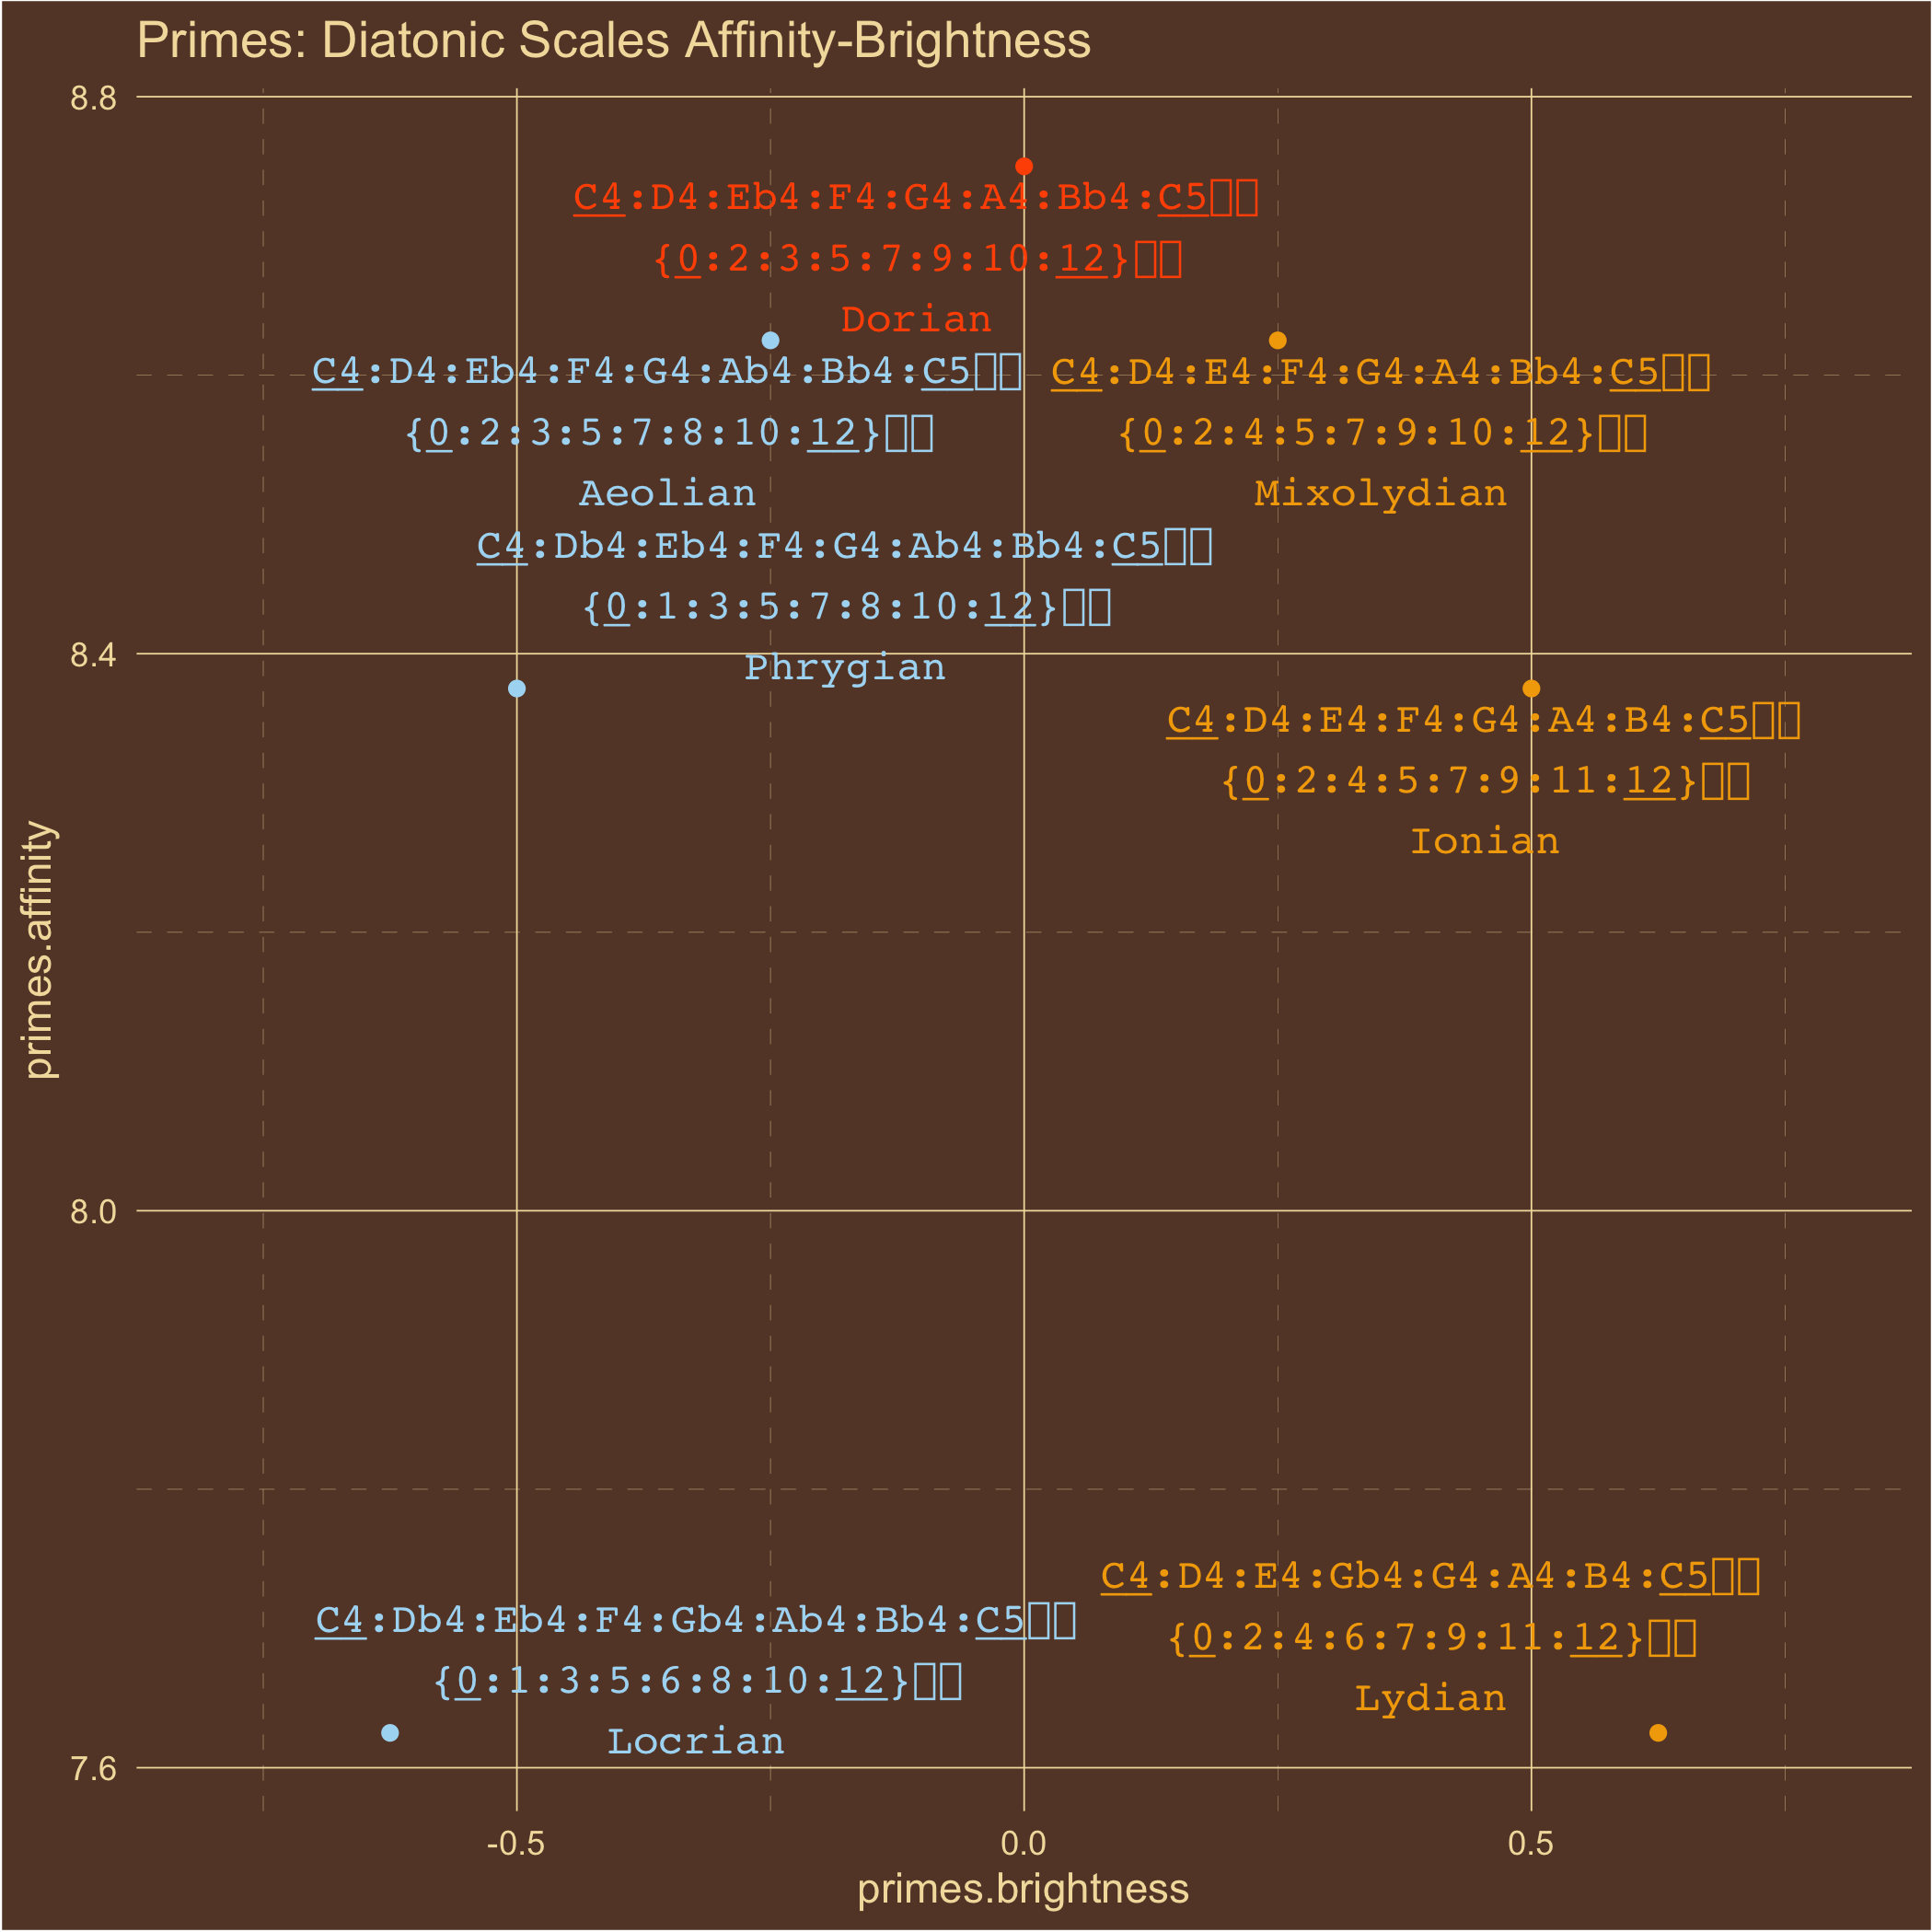 Primes: Diatonic Scales Affinity-Brightness
8.8
C4:D4:Eb4:F4:G4:A4:Bb4:C5
{0:2:3:5:7:9:10:12}
Dorian
C4:D4:Eb4:F4:G4:Ab4:Bb4:C5
{0:2:3:5:7:8:10:12}
Aeolian
C4:D4:E4:F4:G4:A4:Bb4:C5
{0:2:4:5:7:9:10:12}
Mixolydian
C4:Db4:Eb4:F4:G4:Ab4:Bb4:C5
{0:1:3:5:7:8:10:12}
Phrygian
8.4
C4:D4:E4:F4:G4:A4:B4:C5
{0:2:4:5:7:9:11:12}
Ionian
primes.affinity
8.0
C4:D4:E4:Gb4:G4:A4:B4:C5
{0:2:4:6:7:9:11:12}
Lydian
C4:Db4:Eb4:F4:Gb4:Ab4:Bb4:C5
{0:1:3:5:6:8:10:12}
Locrian
7.6
-0.5
0.0
0.5
primes.brightness